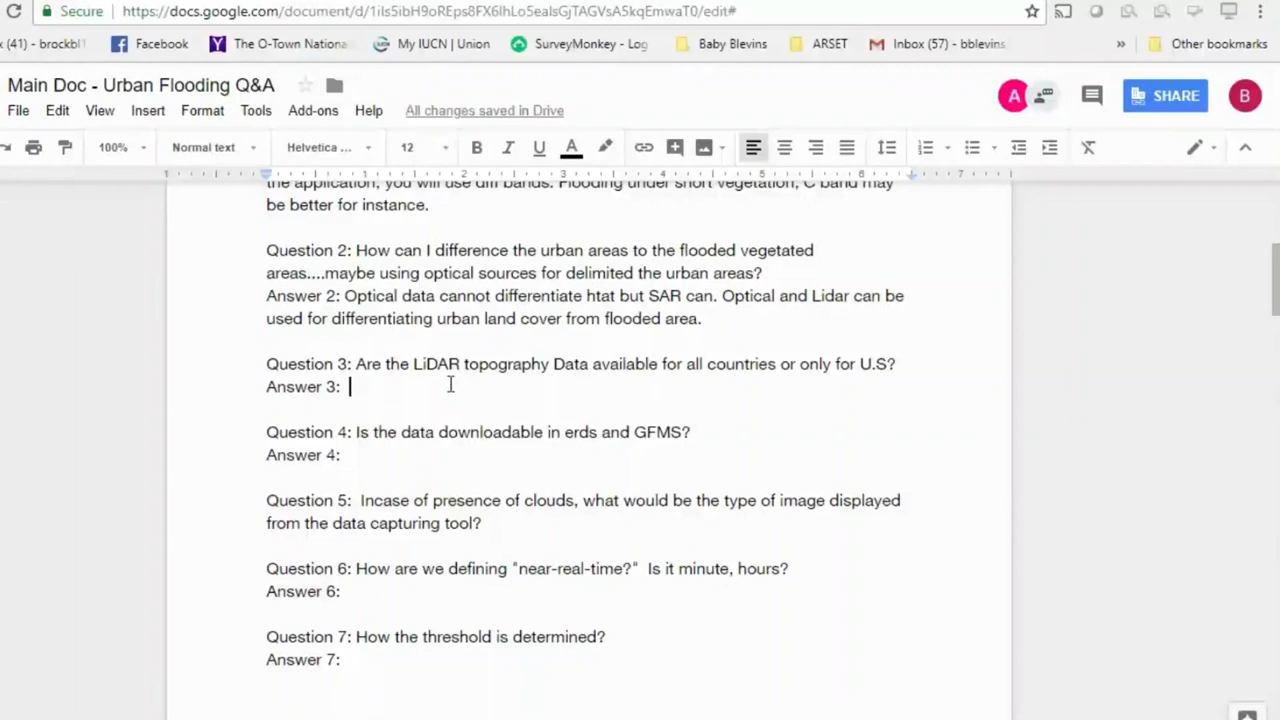 Secure https://docs.google.com/document/d/1iIs5ibH9oREps8FX6IhLo5ealsGjTAGVsA5kqEmwaT0/edit#
(41) - brockbl Facebook The O-Town Nationa My IUCN | Union SurveyMonkey - Log Baby Blevins ARSET Inbox (57) - bblevins » Other bookmarks
Main Doc - Urban Flooding Q&A
A SHARE B
File Edit View Insert Format Tools Add-ons Help All changes saved in Drive
100% Normal text Helvetica ... 12 B I U A
1 1 2 3 4 5 6 7
the application, you will use diff bands. Flooding under short vegetation, C band may
be better for instance.
Question 2: How can I difference the urban areas to the flooded vegetated
areas....maybe using optical sources for delimited the urban areas?
Answer 2: Optical data cannot differentiate htat but SAR can. Optical and Lidar can be
used for differentiating urban land cover from flooded area.
Question 3: Are the LiDAR topography Data available for all countries or only for U.S?
Answer 3:
Question 4: Is the data downloadable in erds and GFMS?
Answer 4:
Question 5: Incase of presence of clouds, what would be the type of image displayed
from the data capturing tool?
Question 6: How are we defining "near-real-time?" Is it minute, hours?
Answer 6:
Question 7: How the threshold is determined?
Answer 7: